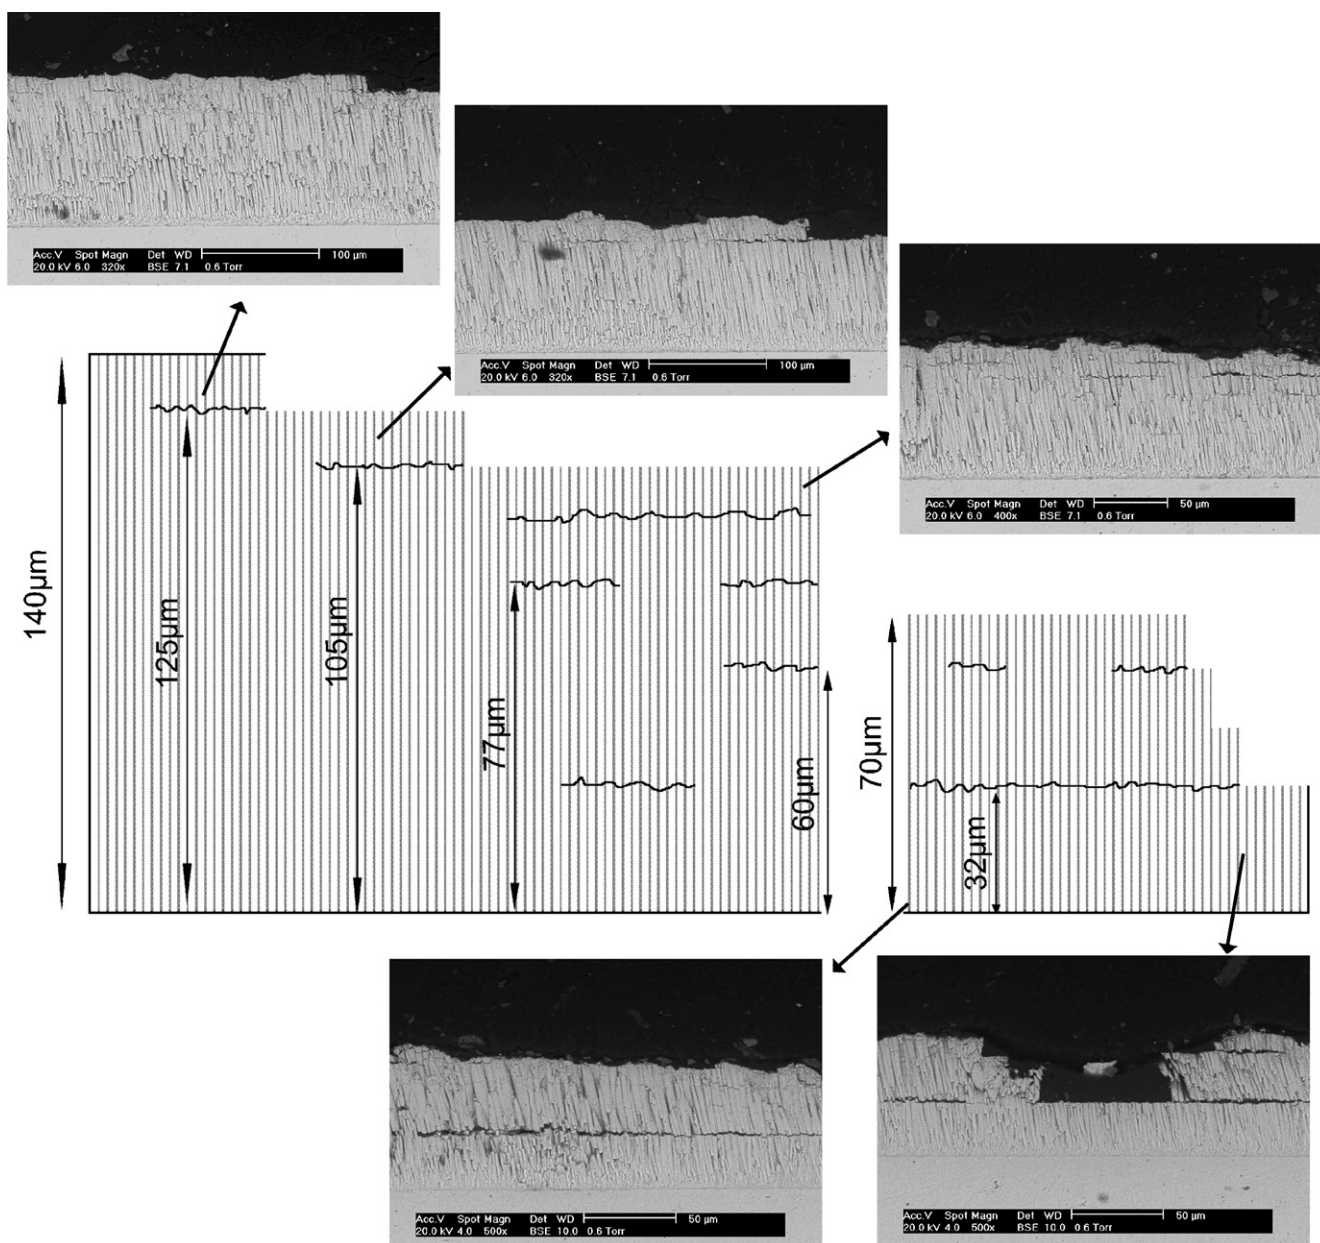 Acc.V Spot Magn Det WD 100 µm
20.0 kV 6.0 320x BSE 7.1 0.6 Torr
Acc.V Spot Magn Det WD 100 µm
20.0 kV 6.0 320x BSE 7.1 0.6 Torr
Acc.V Spot Magn Det WD 50 µm
20.0 kV 6.0 400x BSE 7.1 0.6 Torr
140µm
125µm
105µm
77µm
60µm
70µm
32µm
Acc.V Spot Magn Det WD 50 µm
20.0 kV 4.0 500x BSE 10.0 0.6 Torr
Acc.V Spot Magn Det WD 50 µm
20.0 kV 4.0 500x BSE 10.0 0.6 Torr